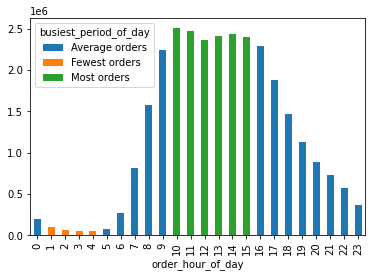 1e6
busiest_period_of_day
Average orders
Fewest orders
Most orders
2.5
2.0
1.5
1.0
0.5
0.0
0 1 2 3 4 5 6 7 8 9 10 11 12 13 14 15 16 17 18 19 20 21 22 23
order_hour_of_day